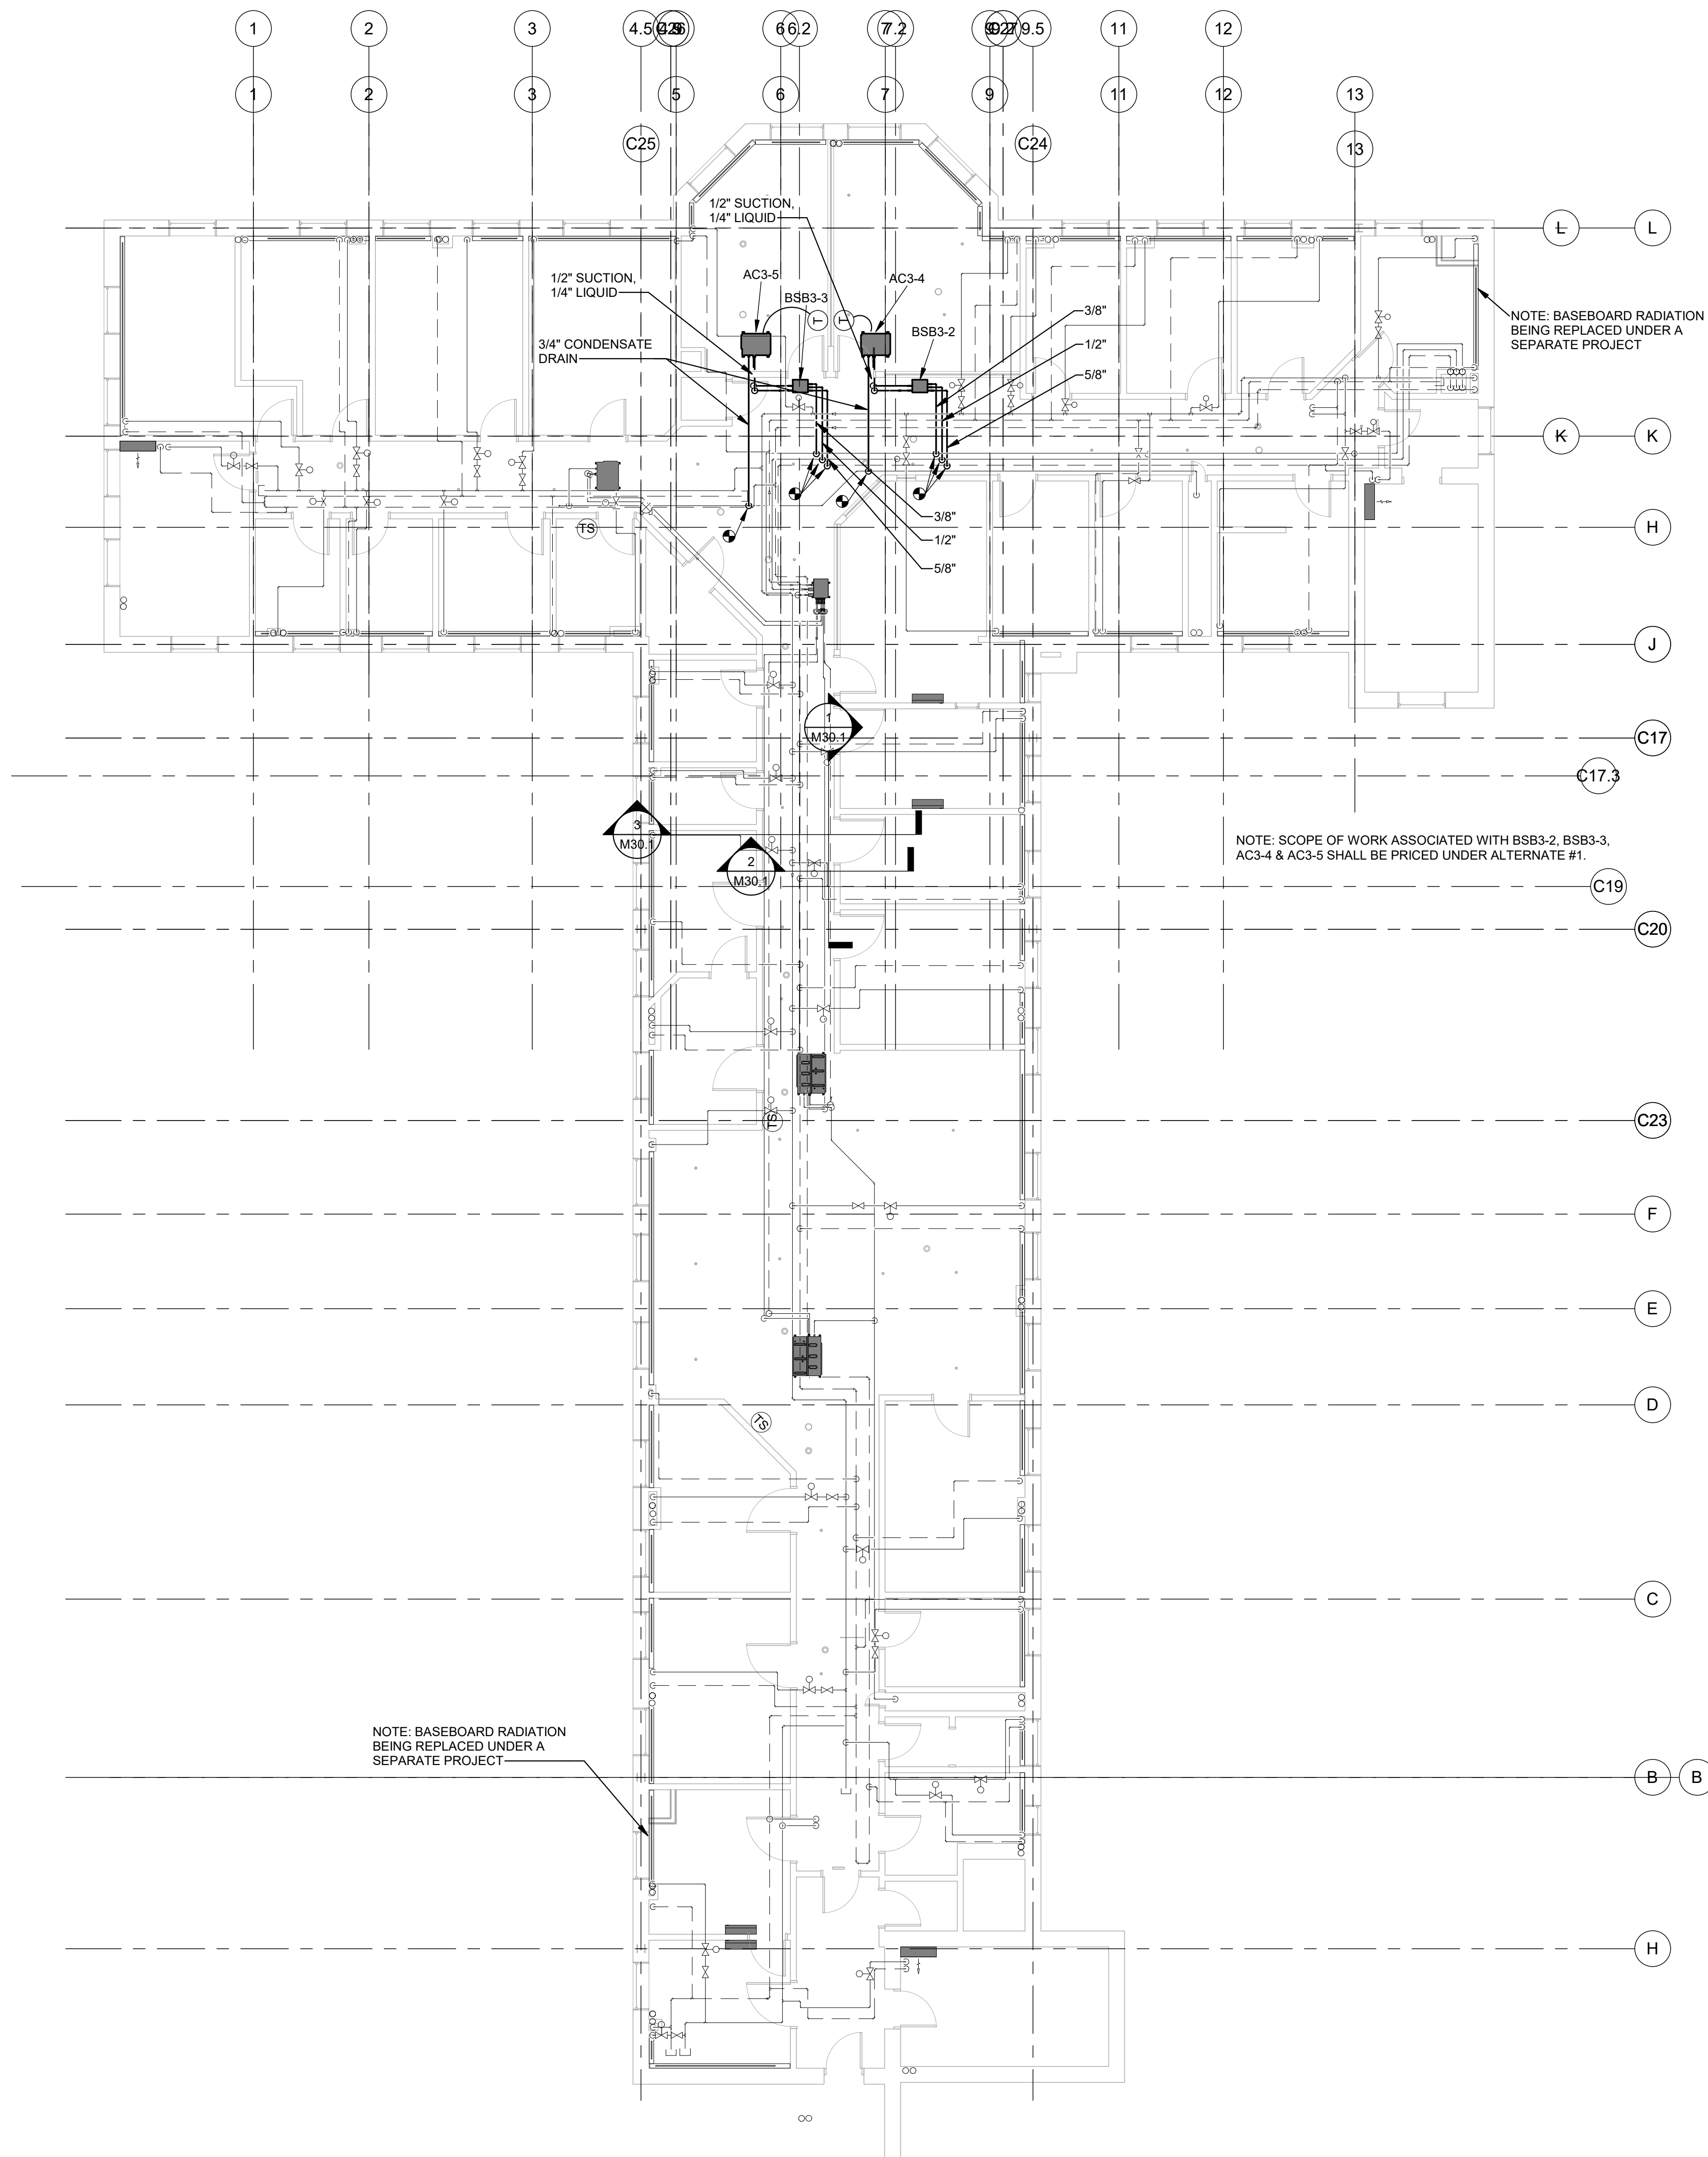 1
2
3
4.5
6
6.2
7
7.2
9
9.5
11
12
1
2
3
5
6
7
9
11
12
13
C25
C24
13
1/2" SUCTION,
1/4" LIQUID
L
L
1/2" SUCTION,
1/4" LIQUID
AC3-5
BSB3-3
AC3-4
T
T
BSB3-2
3/8"
1/2"
5/8"
NOTE: BASEBOARD RADIATION
BEING REPLACED UNDER A
SEPARATE PROJECT
3/4" CONDENSATE
DRAIN
K
K
3/8"
1/2"
5/8"
TS
H
J
1
M30.1
C17
C17.3
3
M30.1
2
M30.1
NOTE: SCOPE OF WORK ASSOCIATED WITH BSB3-2, BSB3-3,
AC3-4 & AC3-5 SHALL BE PRICED UNDER ALTERNATE #1.
C19
C20
TS
C23
F
E
D
TS
C
NOTE: BASEBOARD RADIATION
BEING REPLACED UNDER A
SEPARATE PROJECT
B
B
H